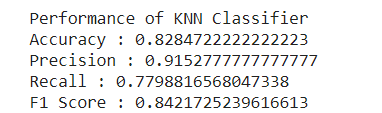 Performance of KNN Classifier
Accuracy : 0.8284722222222223
Precision : 0.9152777777777777
Recall : 0.7798816568047338
F1 Score : 0.8421725239616613